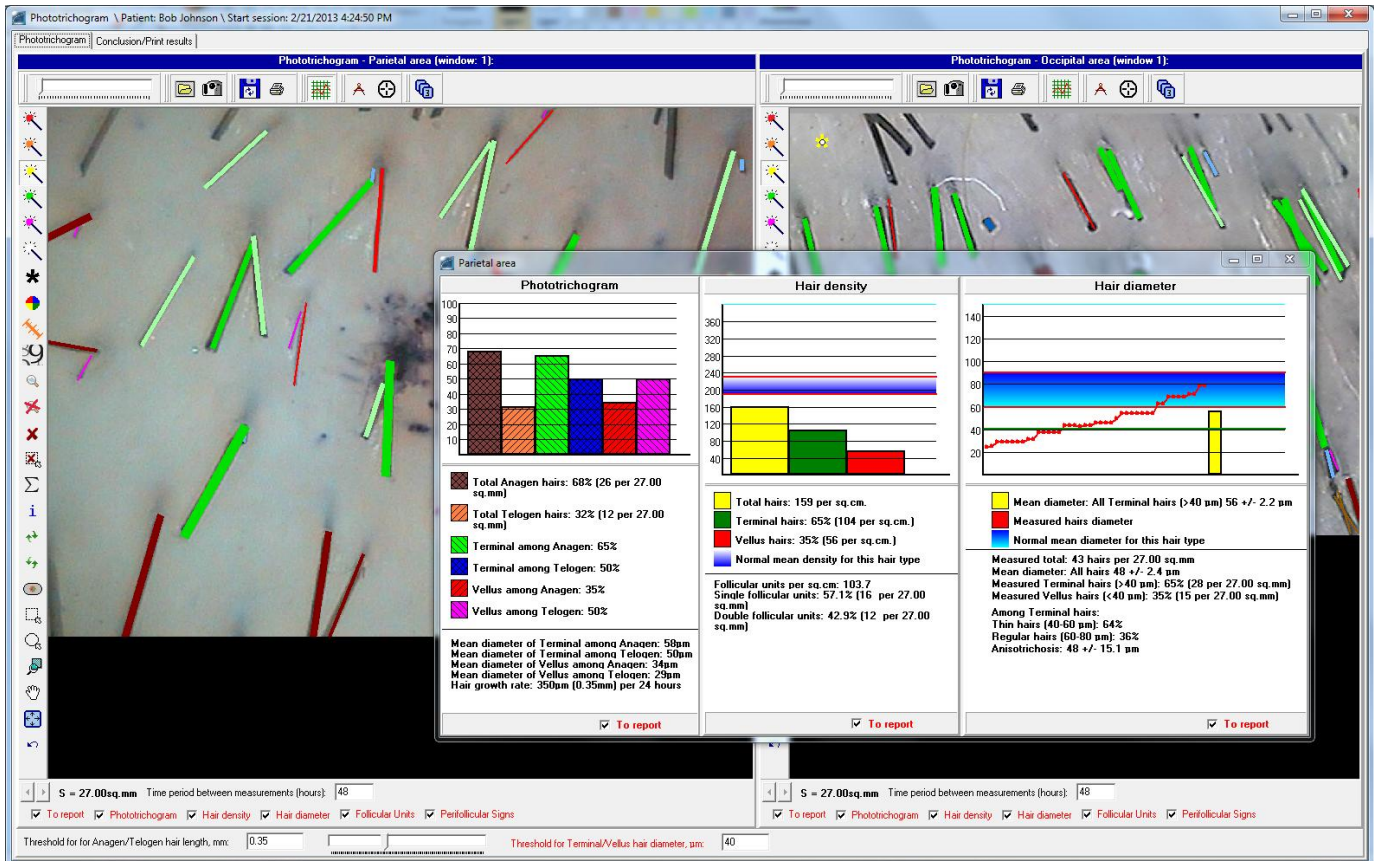 Phototrichogram \ Patient: Bob Johnson \ Start session: 2/21/2013 4:24:50 PM
Phototrichogram
Conclusion/Print results
Phototrichogram - Parietal area (window: 1):
Phototrichogram - Occipital area (window 1):
Parietal area
Phototrichogram
100
90
80
70
60
50
40
30
20
10
Total Anagen hairs: 68% (26 per 27.00
sq.mm)
Total Telogen hairs: 32% (12 per 27.00
sq.mm)
Terminal among Anagen: 65%
Terminal among Telogen: 50%
Vellus among Anagen: 35%
Vellus among Telogen: 50%
Mean diameter of Terminal among Anagen: 58µm
Mean diameter of Terminal among Telogen: 50µm
Mean diameter of Vellus among Anagen: 34µm
Mean diameter of Vellus among Telogen: 29µm
Hair growth rate: 350µm (0.35mm) per 24 hours
To report
Hair density
360
320
280
240
200
160
120
80
40
Total hairs: 159 per sq.cm.
Terminal hairs: 65% (104 per sq.cm.)
Vellus hairs: 35% (56 per sq.cm.)
Normal mean density for this hair type
Follicular units per sq.cm: 103.7
Single follicular units: 57.1% (16 per 27.00
sq.mm)
Double follicular units: 42.9% (12 per 27.00
sq.mm)
To report
Hair diameter
140
120
100
80
60
40
20
Mean diameter: All Terminal hairs (>40 µm) 56 +/- 2.2 µm
Measured hairs diameter
Normal mean diameter for this hair type
Measured total: 43 hairs per 27.00 sq.mm
Mean diameter: All hairs 48 +/- 2.4 µm
Measured Terminal hairs (>40 µm): 65% (28 per 27.00 sq.mm)
Measured Vellus hairs (<40 µm): 35% (15 per 27.00 sq.mm)
Among Terminal hairs:
Thin hairs (40-60 µm): 64%
Regular hairs (60-80 µm): 36%
Anisotrichosis: 48 +/- 15.1 µm
To report
S = 27.00sq.mm Time period between measurements (hours): 48
To report Phototrichogram Hair density Hair diameter Follicular Units Perifollicular Signs
S = 27.00sq.mm Time period between measurements (hours): 48
To report Phototrichogram Hair density Hair diameter Follicular Units Perifollicular Signs
Threshold for for Anagen/Telogen hair length, mm: 0.35
Threshold for Terminal/Vellus hair diameter, µm: 40